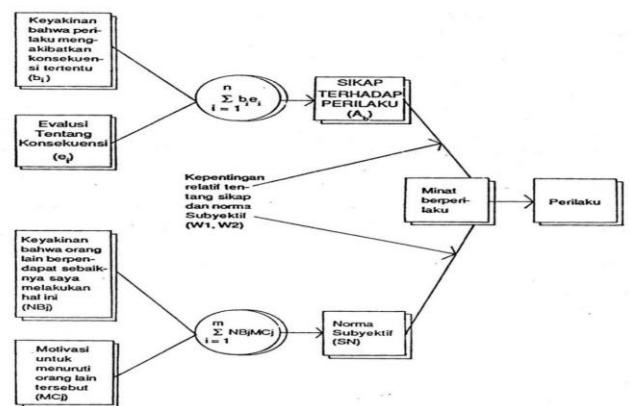 Keyakinan
bahwa peri-
laku meng-
akibatkan
konsekuen-
si tertentu
(bᵢ)
Evalusi
Tentang
Konsekuensi
(eᵢ)
n
Σ bᵢeᵢ
i = 1
SIKAP
TERHADAP
PERILAKU
(Aᵦ)
Kepentingan
relatif ten-
tang sikap
dan norma
Subyektif
(W1, W2)
Minat
berperi-
laku
Perilaku
Keyakinan
bahwa orang
lain berpen-
dapat sebaik-
nya saya
melakukan
hal ini
(NBj)
Motivasi
untuk
menuruti
orang lain
tersebut
(MCj)
m
Σ NBjMCj
i = 1
Norma
Subyektif
(SN)